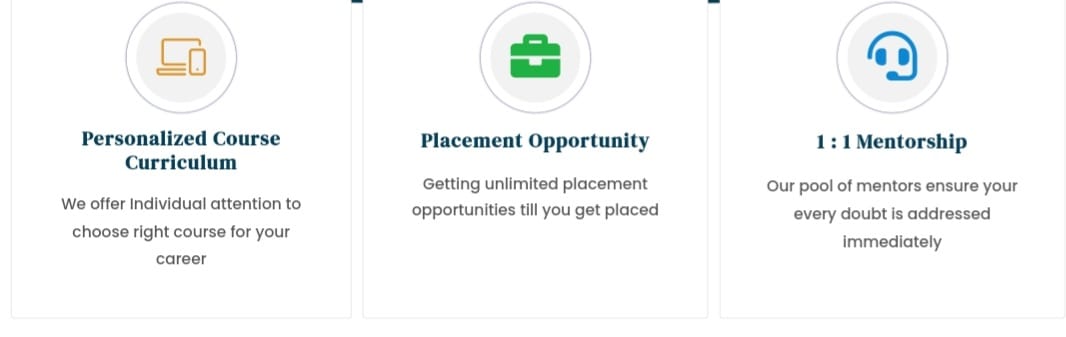 Personalized Course
Curriculum
We offer Individual attention to
choose right course for your
career
Placement Opportunity
Getting unlimited placement
opportunities till you get placed
1 : 1 Mentorship
Our pool of mentors ensure your
every doubt is addressed
immediately